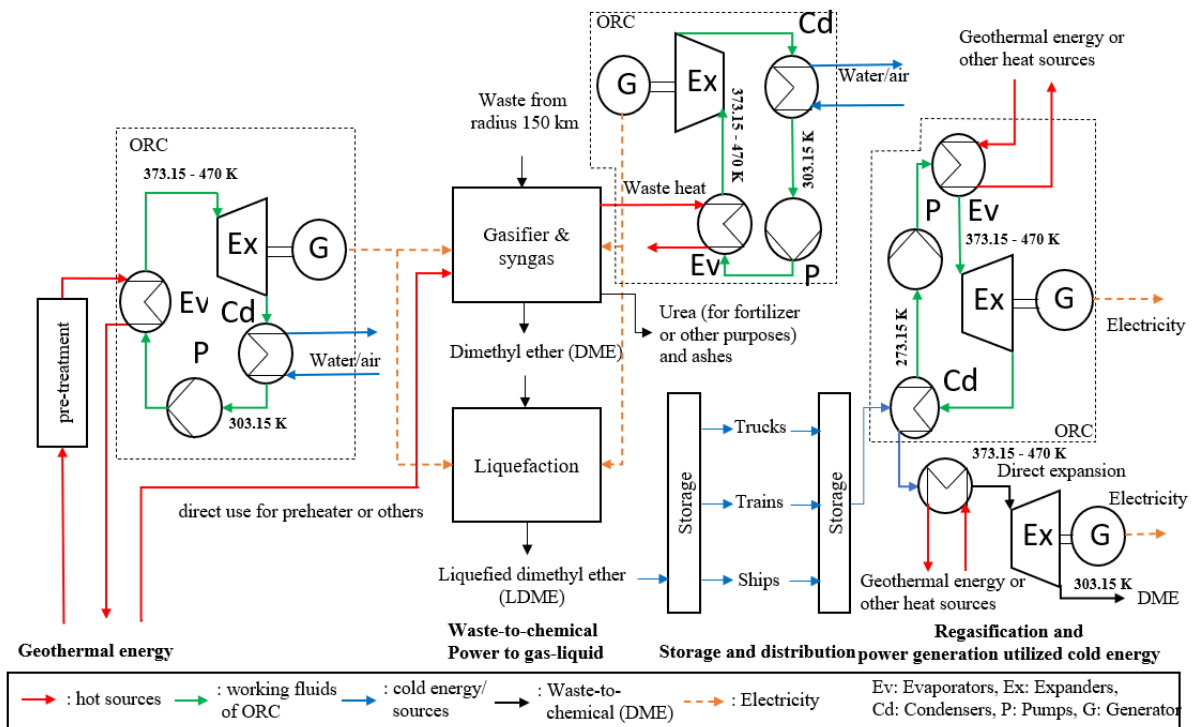 ORC
373.15 - 470 K
Ex
G
Ev
Cd
P
Water/air
303.15 K
pre-treatment
direct use for preheater or others
Geothermal energy
Waste from
radius 150 km
Gasifier &
syngas
Waste heat
Dimethyl ether (DME)
Urea (for fortilizer
or other purposes)
and ashes
Liquefaction
Liquefied dimethyl ether
(LDME)
Waste-to-chemical
Power to gas-liquid
ORC
Cd
G
Ex
Water/air
373.15 - 470 K
303.15 K
Ev
P
Storage
Trucks
Trains
Ships
Storage
Storage and distribution
Geothermal energy or
other heat sources
P
Ev
373.15 - 470 K
Ex
G
Electricity
273.15 K
Cd
ORC
373.15 - 470 K
Direct expansion
Electricity
Ex
G
303.15 K
Geothermal energy or
other heat sources
DME
Regasification and
power generation utilized cold energy
: hot sources
: working fluids
of ORC
: cold energy/
sources
: Waste-to-
chemical (DME)
: Electricity
Ev: Evaporators, Ex: Expanders,
Cd: Condensers, P: Pumps, G: Generator